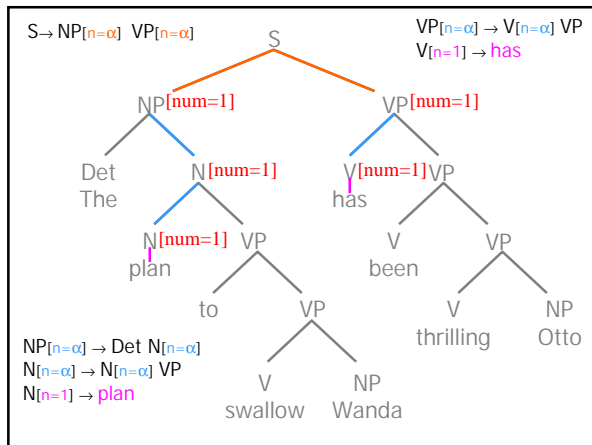 S→ NP[n=α] VP[n=α]
VP[n=α] → V[n=α] VP
V[n=1] → has
S
NP[num=1] VP[num=1]
Det N[num=1] V[num=1] VP
The has
N[num=1] VP V VP
plan been
to VP V NP
thrilling Otto
NP[n=α] → Det N[n=α]
N[n=α] → N[n=α] VP
N[n=1] → plan
V NP
swallow Wanda